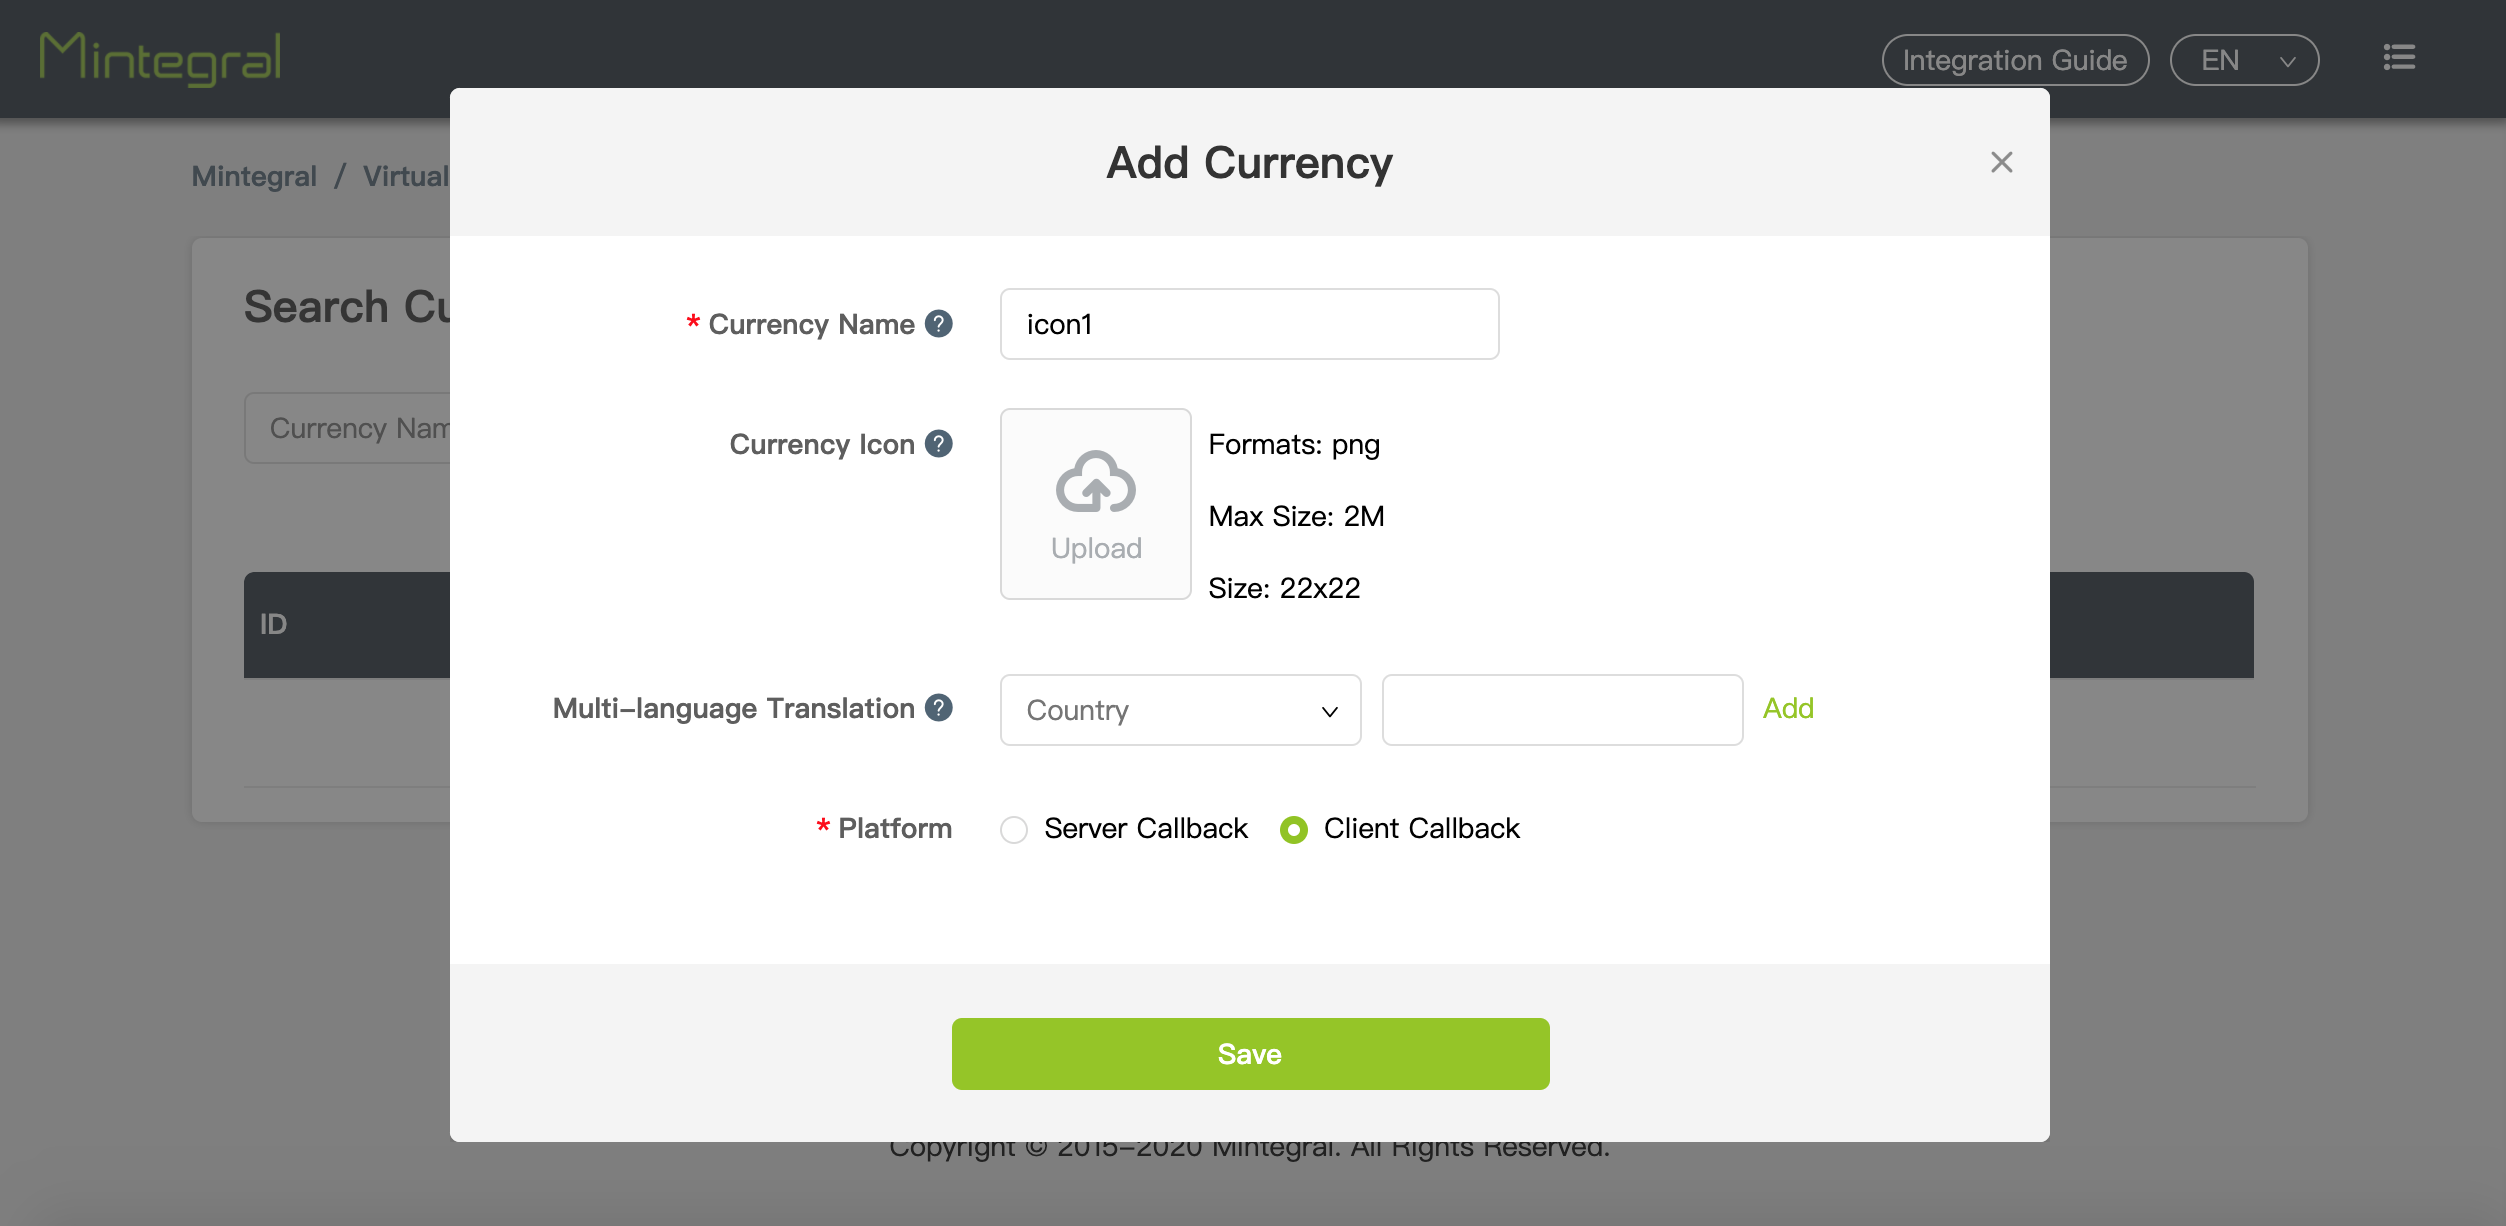 Mintegral
Integration Guide
EN
Mintegral / Virtual
Add Currency
Search Cu
* Currency Name ?
icon1
Currency Nam
Currency Icon ?
Upload
Formats: png
Max Size: 2M
Size: 22x22
ID
Multi-language Translation ?
Country
Add
* Platform
Server Callback
Client Callback
Save
Copyright © 2015-2020 Mintegral. All Rights Reserved.